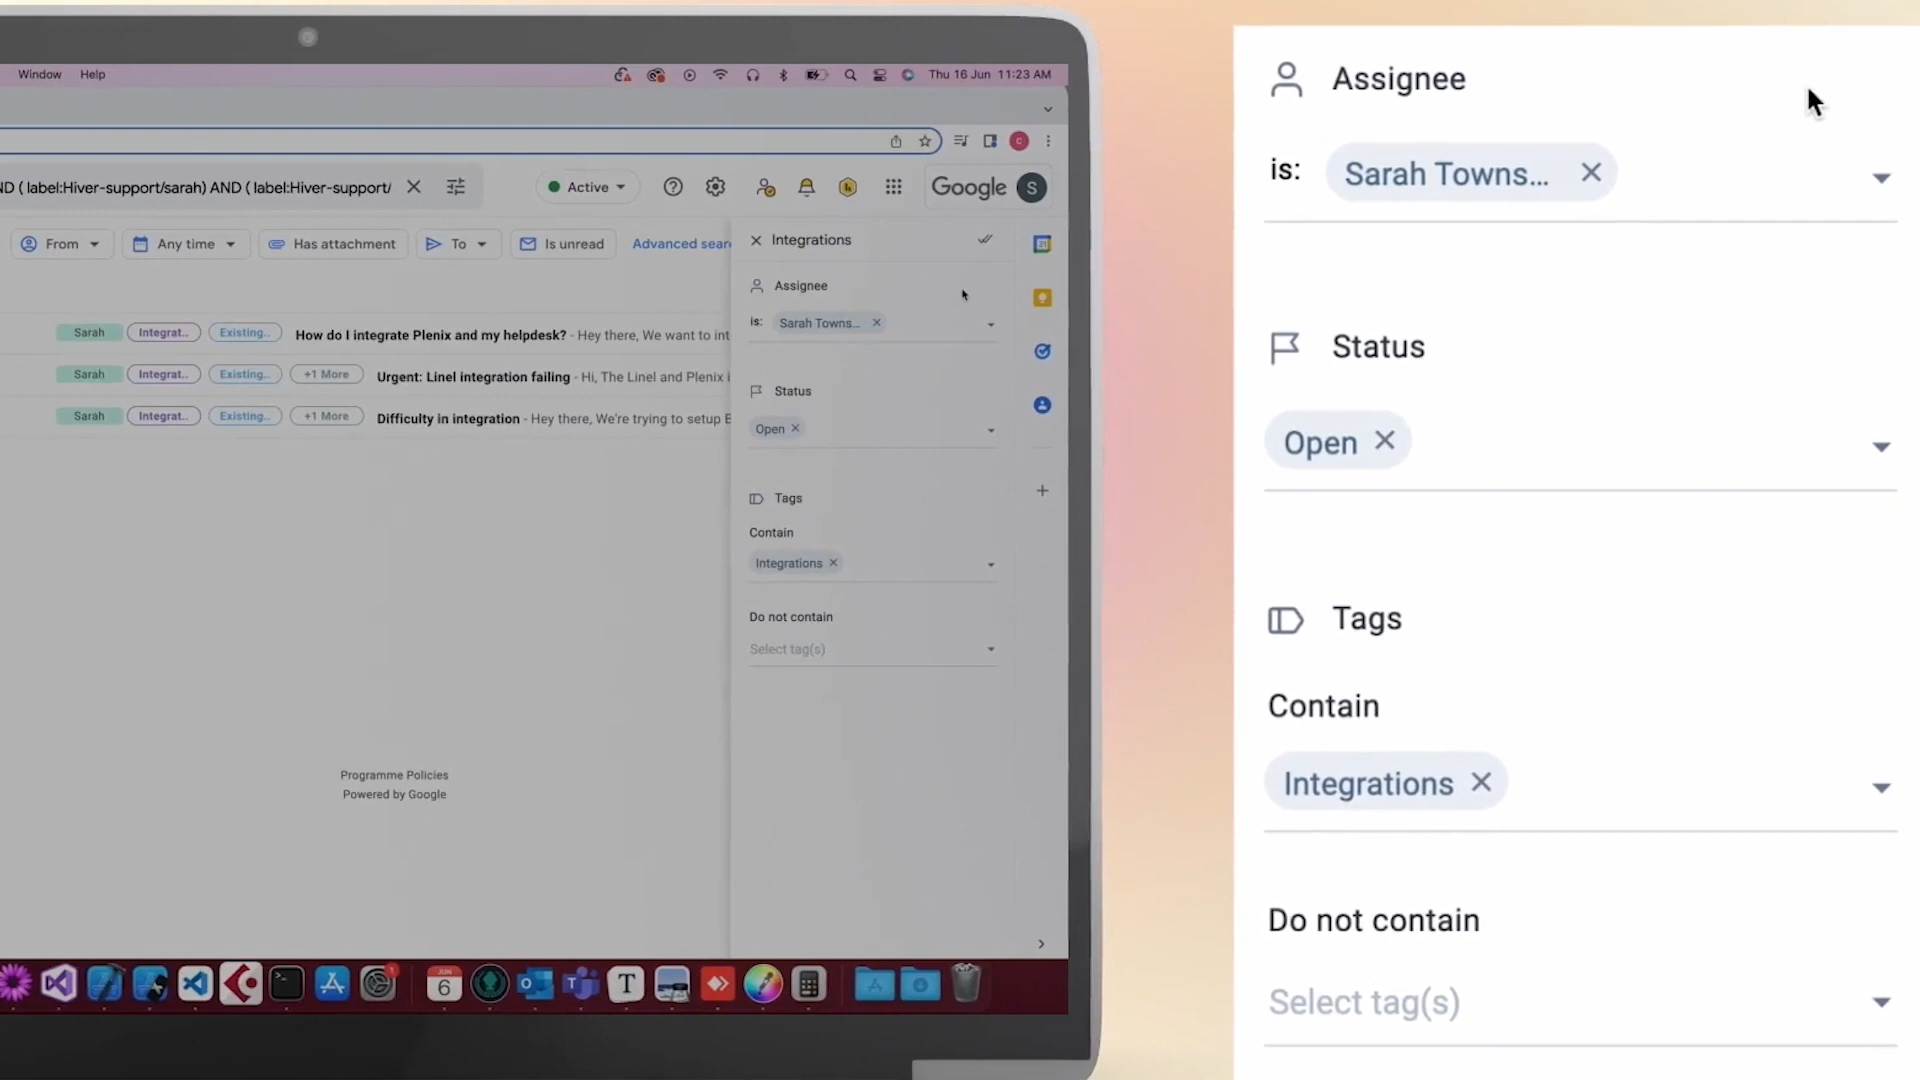 Window Help
Thu 16 Jun 11:23 AM
ND ( label:Hiver-support/sarah) AND ( label:Hiver-support/
Active
Google
S
From
Any time
Has attachment
To
Is unread
Advanced sear
Integrations
Assignee
is: Sarah Towns...
Status
Open
Tags
Contain
Integrations
Do not contain
Select tag(s)
Sarah Integrat.. Existing.. How do I integrate Plenix and my helpdesk? - Hey there, We want to int
Sarah Integrat.. Existing.. +1 More Urgent: Linel integration failing - Hi, The Linel and Plenix i
Sarah Integrat.. Existing.. +1 More Difficulty in integration - Hey there, We're trying to setup E
Programme Policies
Powered by Google
JUN
6
T
Assignee
is: Sarah Towns...
Status
Open
Tags
Contain
Integrations
Do not contain
Select tag(s)